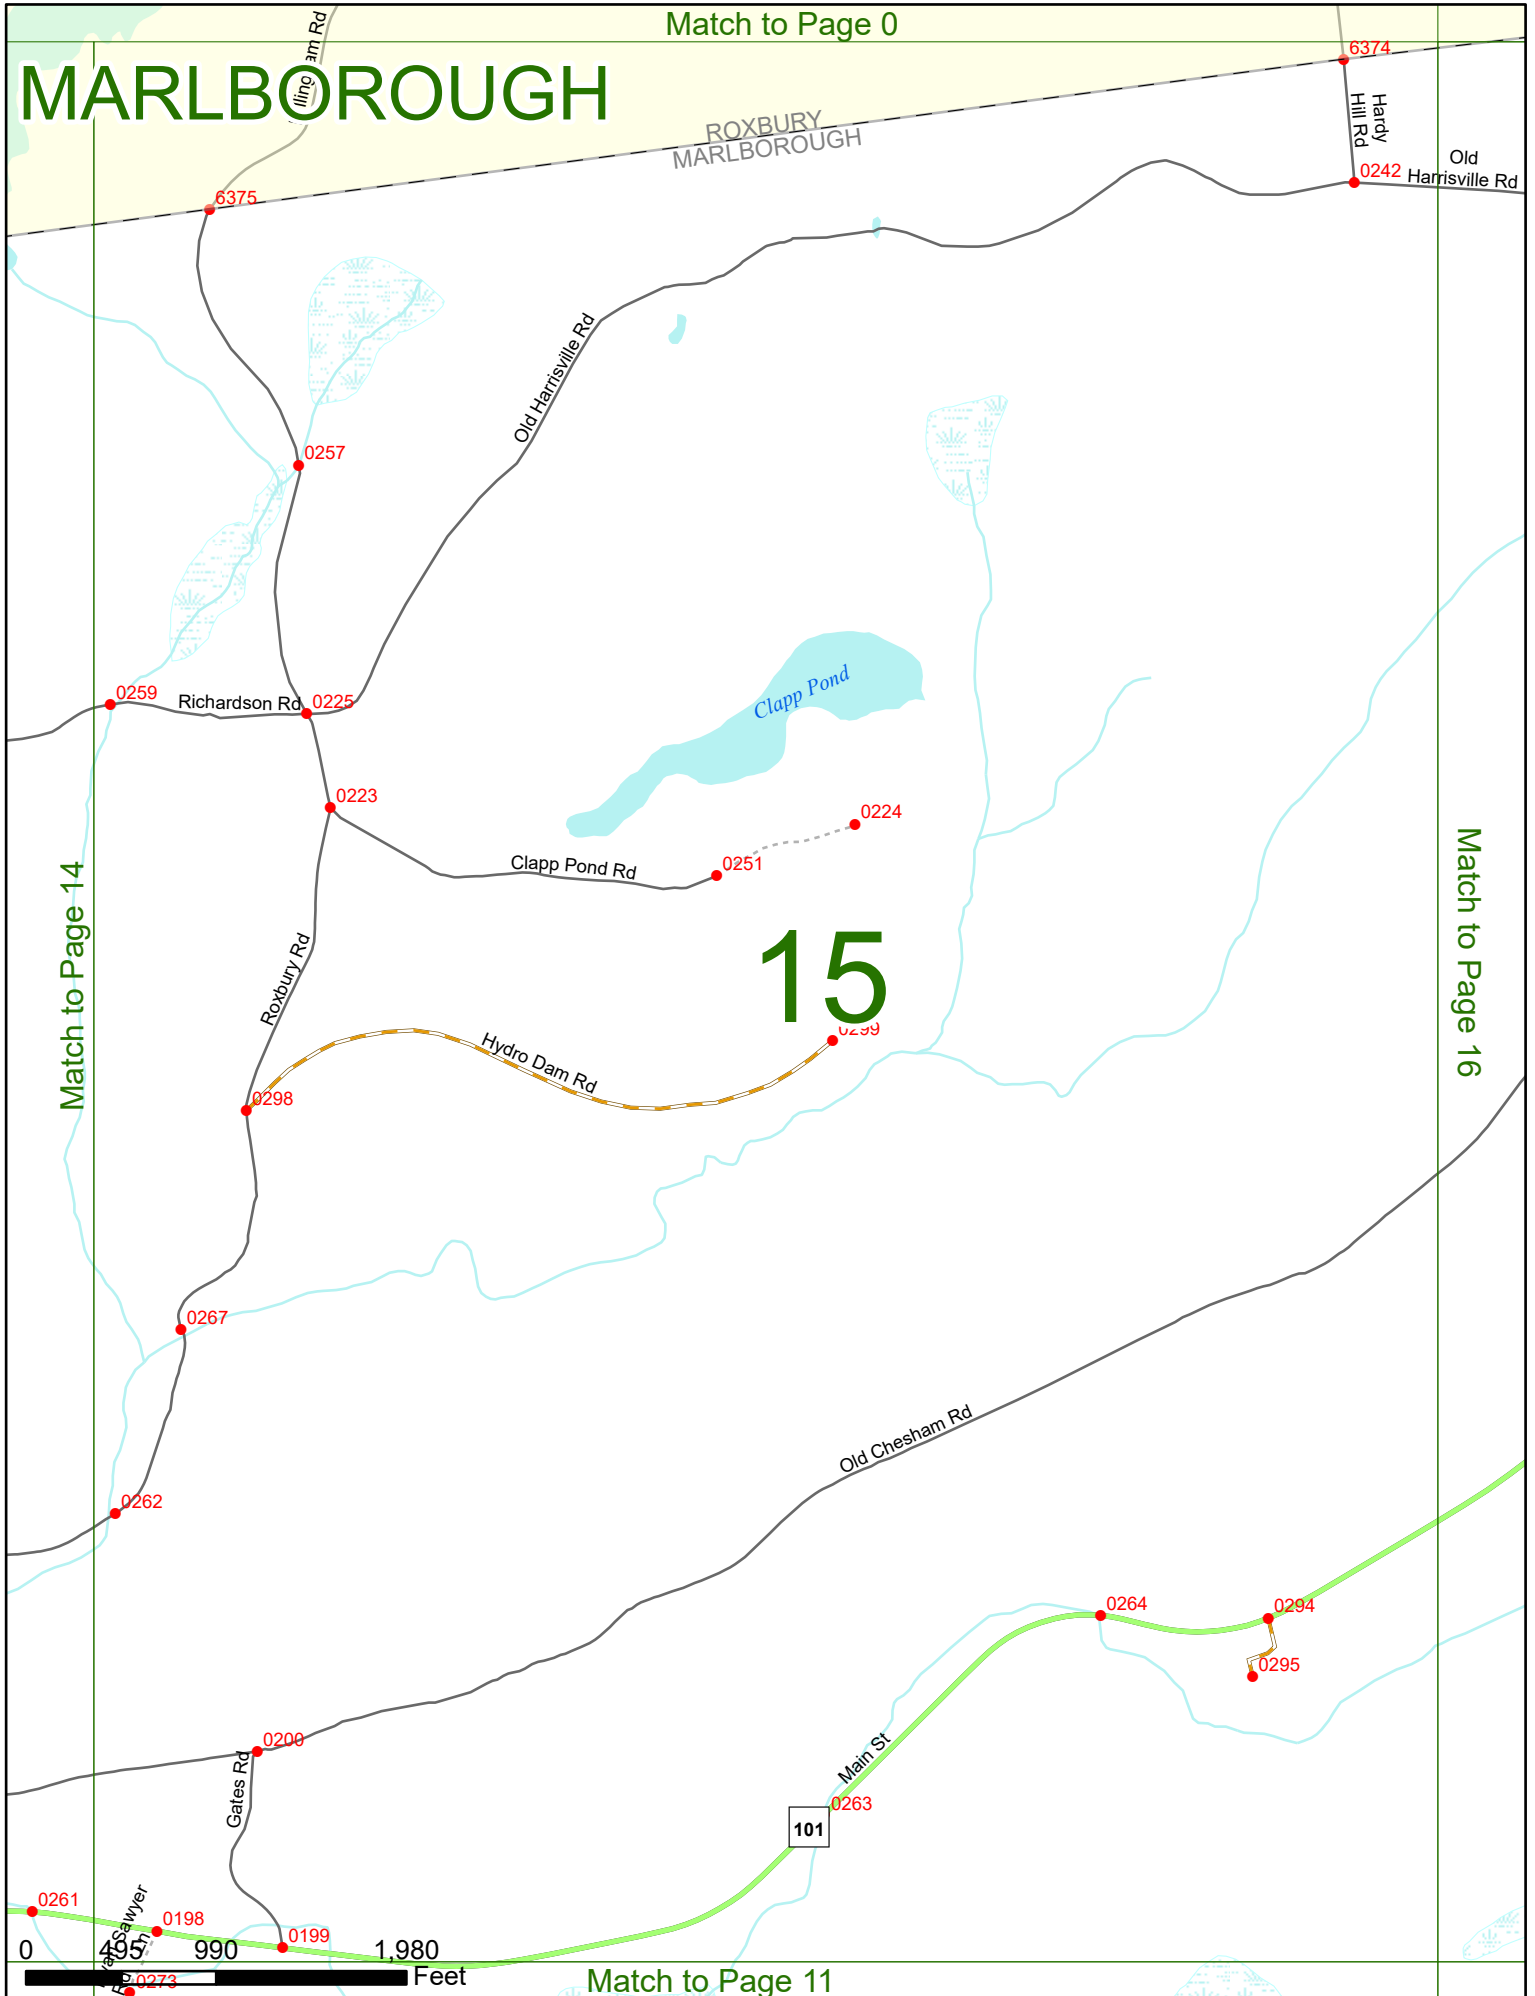 Match to Page 0
MARLBOROUGH
6374
Hardy
Hill Rd
ROXBURY
MARLBOROUGH
Old
Harrisville Rd
0242
6375
Old Harrisville Rd
0257
0259
Richardson Rd
0225
Clapp Pond
0223
0224
Clapp Pond Rd
0251
Match to Page 14
Match to Page 16
Roxbury Rd
15
0299
Hydro Dam Rd
0298
0267
Old Chesham Rd
0262
0264
0294
0295
0200
Gates Rd
Main St
0263
101
0261
0198
Sawyer
0199
0 495 990 1,980
Feet
0273
Rd
Match to Page 11